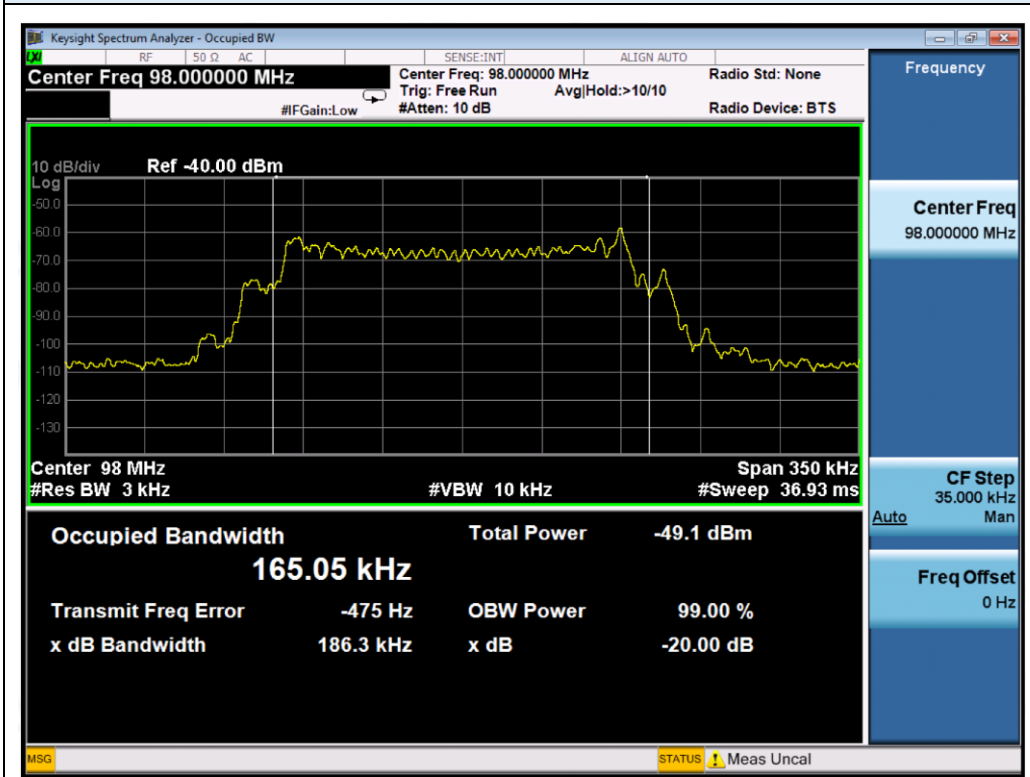 Keysight Spectrum Analyzer - Occupied BW
LXI RF 50 Ω AC SENSE:INT ALIGN AUTO
Center Freq 98.000000 MHz Center Freq: 98.000000 MHz Radio Std: None
Trig: Free Run Avg|Hold:>10/10
#IFGain:Low #Atten: 10 dB Radio Device: BTS
Frequency
10 dB/div Ref -40.00 dBm
Log
-50.0
-60.0
-70.0
-80.0
-90.0
-100
-110
-120
-130
Center 98 MHz Span 350 kHz
#Res BW 3 kHz #VBW 10 kHz #Sweep 36.93 ms
Occupied Bandwidth Total Power -49.1 dBm
165.05 kHz
Transmit Freq Error -475 Hz OBW Power 99.00 %
x dB Bandwidth 186.3 kHz x dB -20.00 dB
Center Freq
98.000000 MHz
CF Step
35.000 kHz
Auto Man
Freq Offset
0 Hz
MSG STATUS Meas Uncal